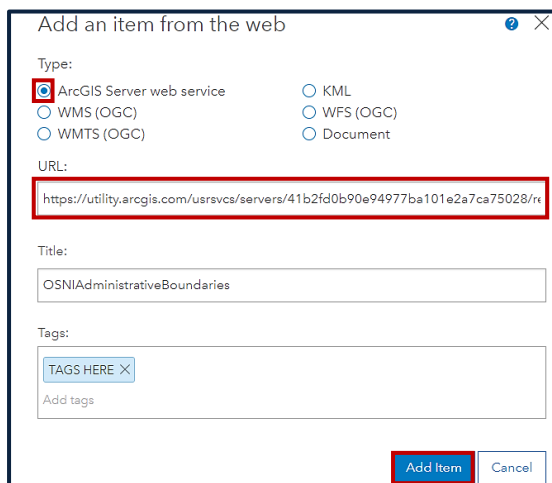 Add an item from the web
Type:
ArcGIS Server web service KML
WMS (OGC) WFS (OGC)
WMTS (OGC) Document
URL:
https://utility.arcgis.com/usrsvcs/servers/41b2fd0b90e94977ba101e2a7ca75028/re
Title:
OSNIAdministrativeBoundaries
Tags:
TAGS HERE
Add tags
Add Item Cancel